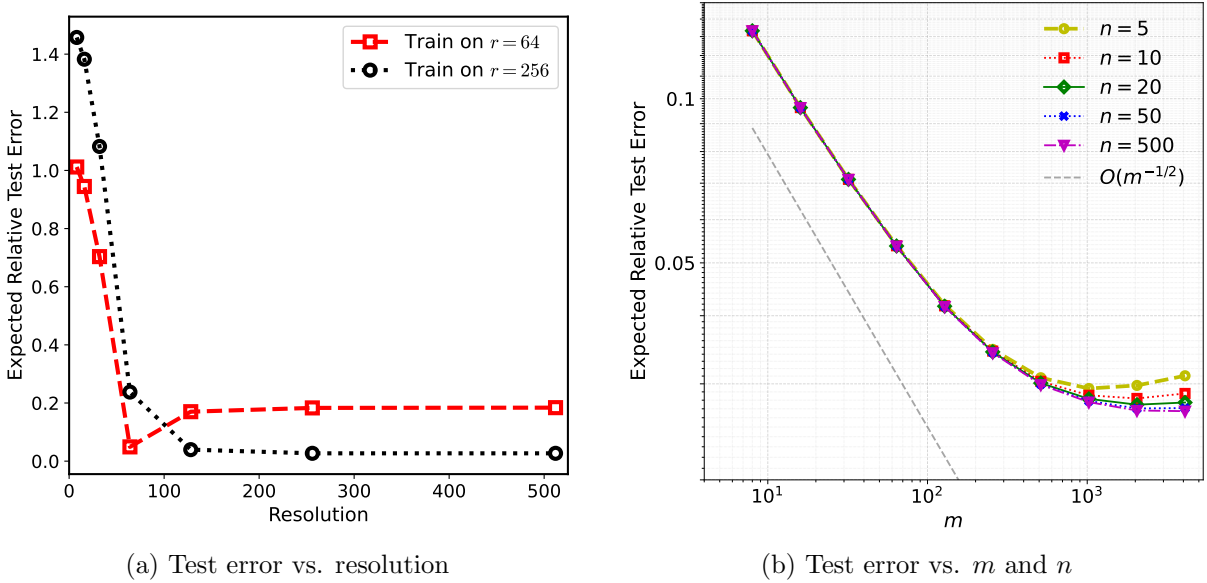 Expected Relative Test Error
1.4
1.2
1.0
0.8
0.6
0.4
0.2
0.0
0 100 200 300 400 500
Resolution
Train on r = 64
Train on r = 256
(a) Test error vs. resolution
Expected Relative Test Error
0.1
0.05
10^1 10^2 10^3
m
n = 5
n = 10
n = 20
n = 50
n = 500
O(m^{-1/2})
(b) Test error vs. m and n